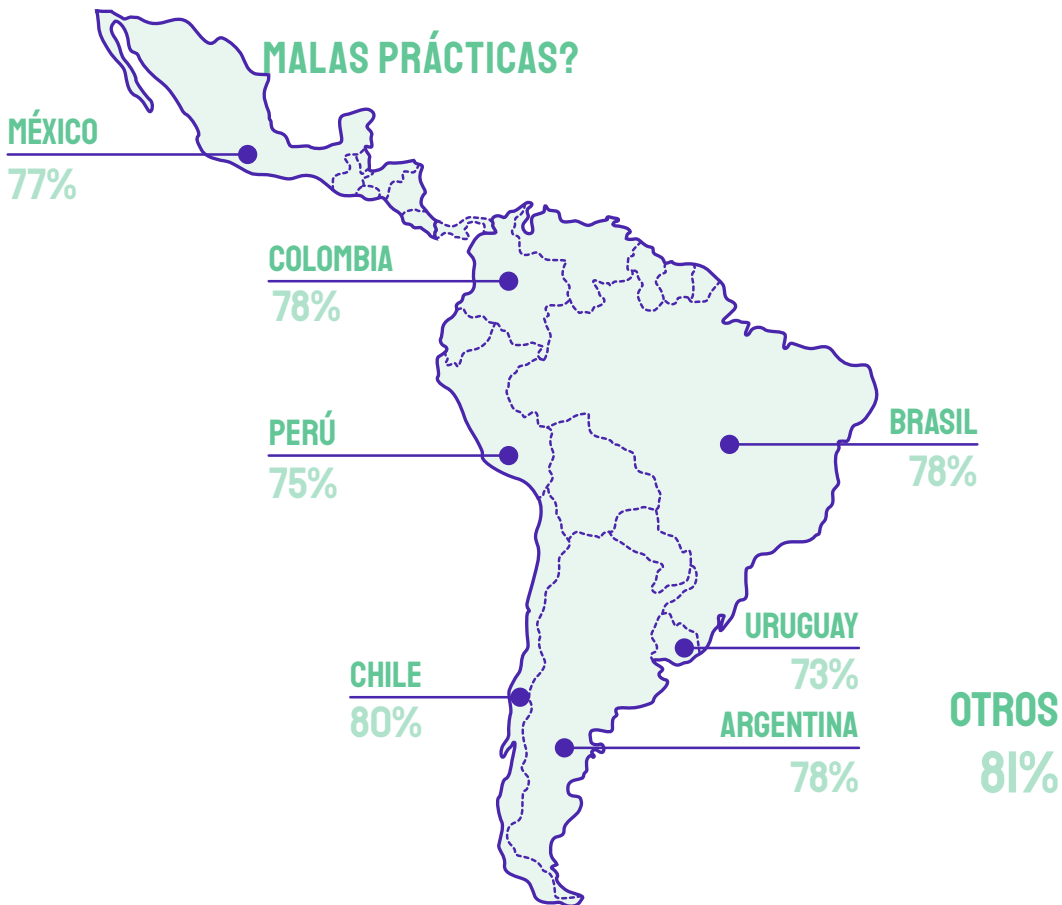 MALAS PRÁCTICAS?
MÉXICO
77%
COLOMBIA
78%
PERÚ
75%
BRASIL
78%
URUGUAY
73%
CHILE
80%
ARGENTINA
78%
OTROS
81%